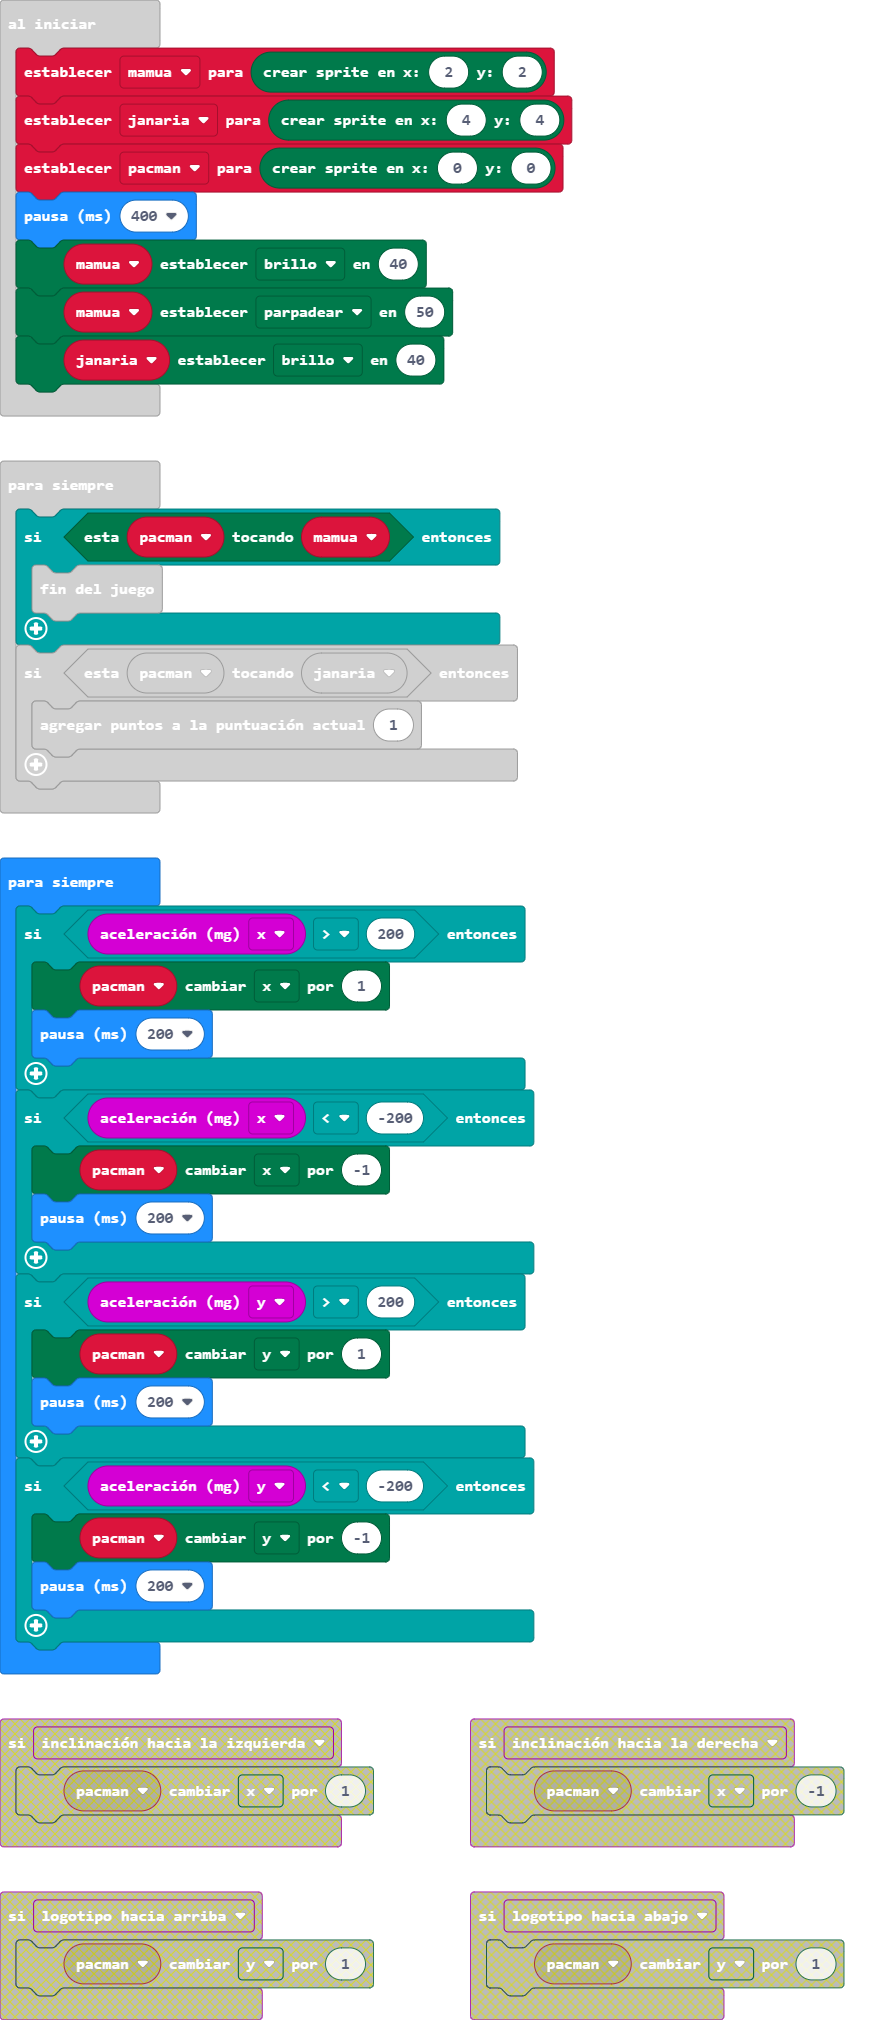 al iniciar
establecer mamua para crear sprite en x: 2 y: 2
establecer janaria para crear sprite en x: 4 y: 4
establecer pacman para crear sprite en x: 0 y: 0
pausa (ms) 400
mamua establecer brillo en 40
mamua establecer parpadear en 50
janaria establecer brillo en 40
para siempre
si esta pacman tocando mamua entonces
fin del juego
si esta pacman tocando janaria entonces
agregar puntos a la puntuación actual 1
para siempre
si aceleración (mg) x > 200 entonces
pacman cambiar x por 1
pausa (ms) 200
si aceleración (mg) x < -200 entonces
pacman cambiar x por -1
pausa (ms) 200
si aceleración (mg) y > 200 entonces
pacman cambiar y por 1
pausa (ms) 200
si aceleración (mg) y < -200 entonces
pacman cambiar y por -1
pausa (ms) 200
si inclinación hacia la izquierda
pacman cambiar x por 1
si inclinación hacia la derecha
pacman cambiar x por -1
si logotipo hacia arriba
pacman cambiar y por 1
si logotipo hacia abajo
pacman cambiar y por 1